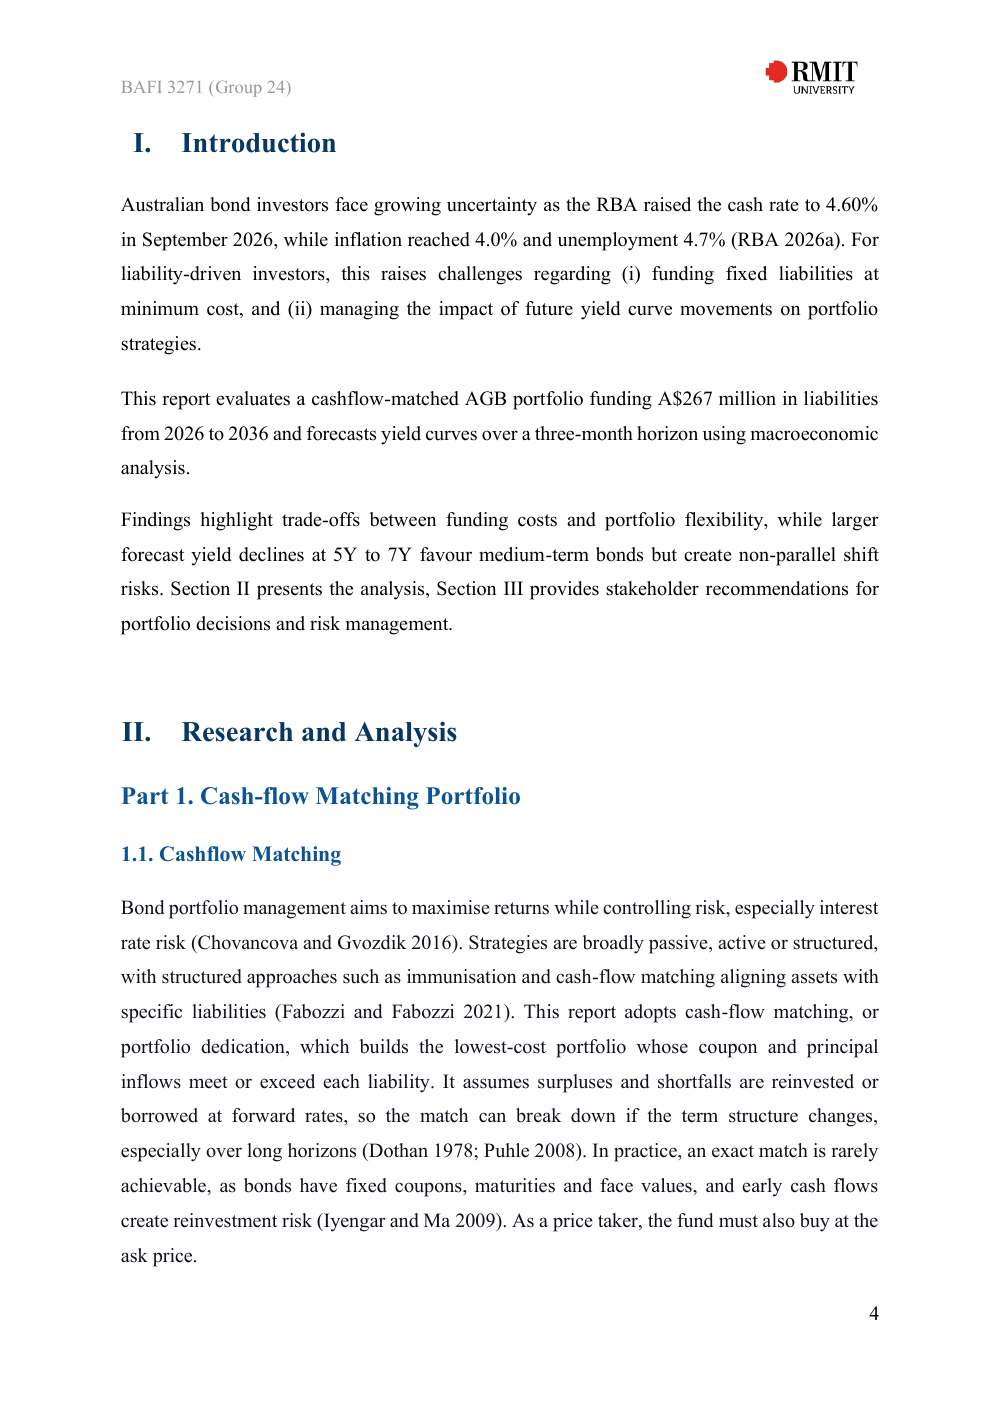 BAFI 3271 (Group 24)
RMIT
UNIVERSITY
I. Introduction
Australian bond investors face growing uncertainty as the RBA raised the cash rate to 4.60%
in September 2026, while inflation reached 4.0% and unemployment 4.7% (RBA 2026a). For
liability-driven investors, this raises challenges regarding (i) funding fixed liabilities at
minimum cost, and (ii) managing the impact of future yield curve movements on portfolio
strategies.
This report evaluates a cashflow-matched AGB portfolio funding A$267 million in liabilities
from 2026 to 2036 and forecasts yield curves over a three-month horizon using macroeconomic
analysis.
Findings highlight trade-offs between funding costs and portfolio flexibility, while larger
forecast yield declines at 5Y to 7Y favour medium-term bonds but create non-parallel shift
risks. Section II presents the analysis, Section III provides stakeholder recommendations for
portfolio decisions and risk management.
II. Research and Analysis
Part 1. Cash-flow Matching Portfolio
1.1. Cashflow Matching
Bond portfolio management aims to maximise returns while controlling risk, especially interest
rate risk (Chovancova and Gvozdik 2016). Strategies are broadly passive, active or structured,
with structured approaches such as immunisation and cash-flow matching aligning assets with
specific liabilities (Fabozzi and Fabozzi 2021). This report adopts cash-flow matching, or
portfolio dedication, which builds the lowest-cost portfolio whose coupon and principal
inflows meet or exceed each liability. It assumes surpluses and shortfalls are reinvested or
borrowed at forward rates, so the match can break down if the term structure changes,
especially over long horizons (Dothan 1978; Puhle 2008). In practice, an exact match is rarely
achievable, as bonds have fixed coupons, maturities and face values, and early cash flows
create reinvestment risk (Iyengar and Ma 2009). As a price taker, the fund must also buy at the
ask price.
4